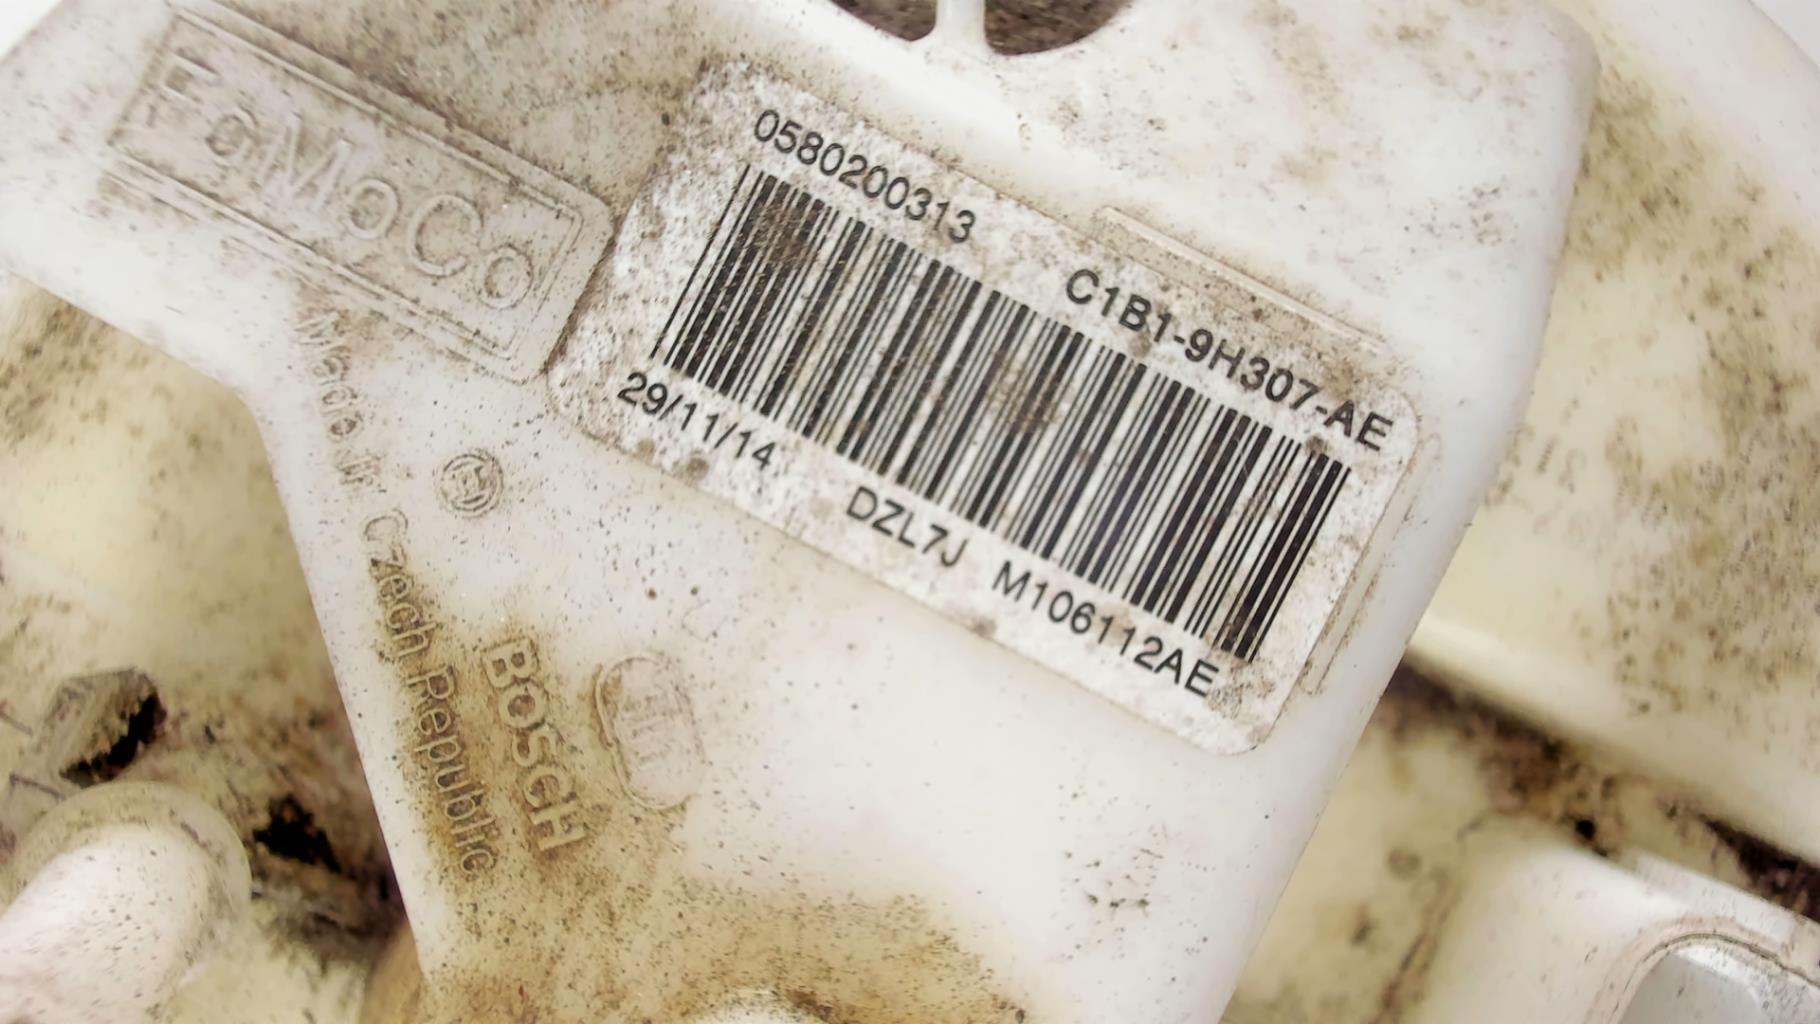 FoMoCo
0580200313
C1B1-9H307-AE
29/11/14
DZL7J M106112AE
Made in Czech Republic
BOSCH